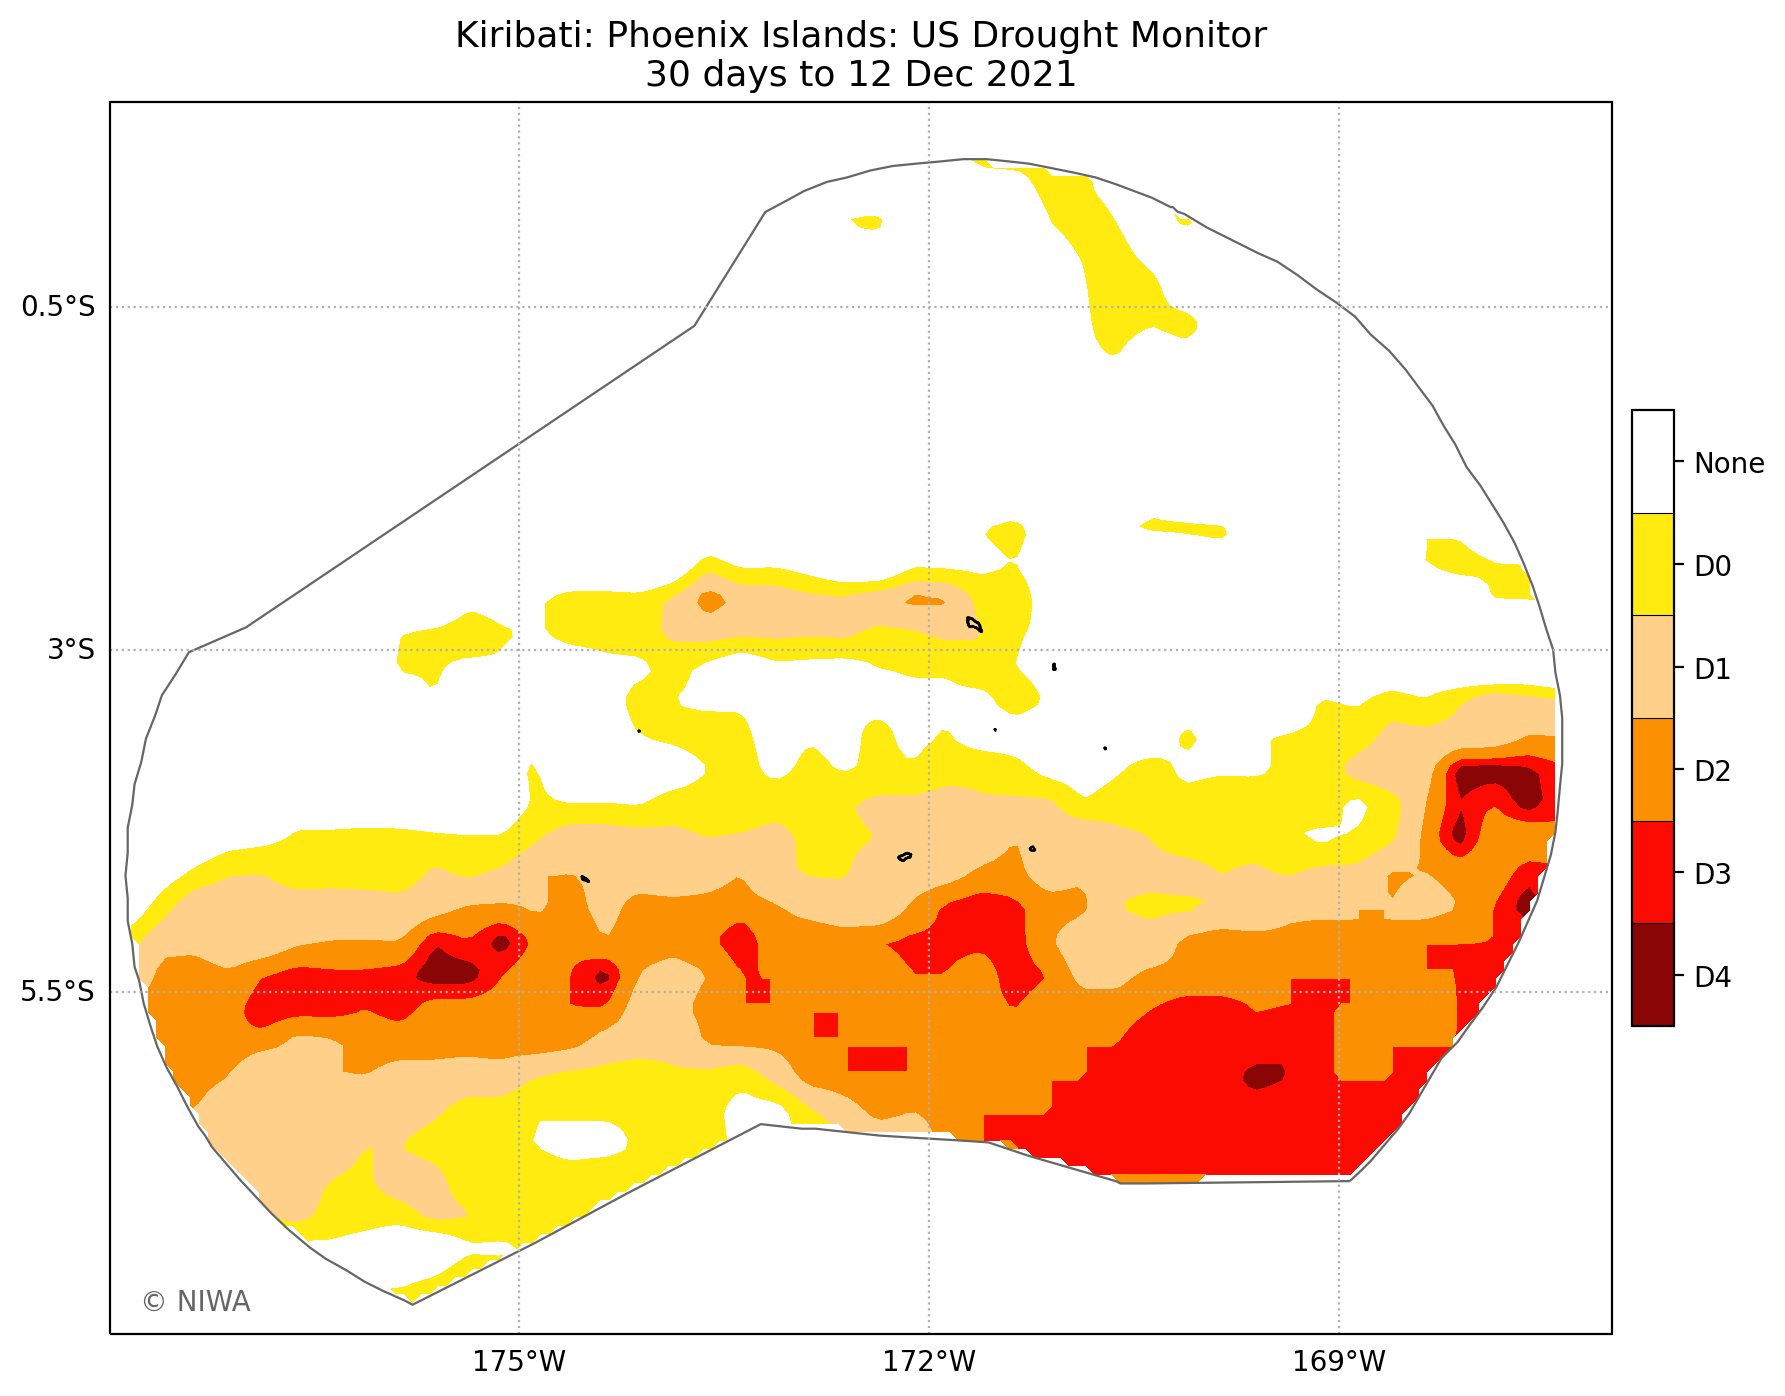 Kiribati: Phoenix Islands: US Drought Monitor
30 days to 12 Dec 2021
0.5°S
3°S
5.5°S
175°W
172°W
169°W
None
D0
D1
D2
D3
D4
© NIWA